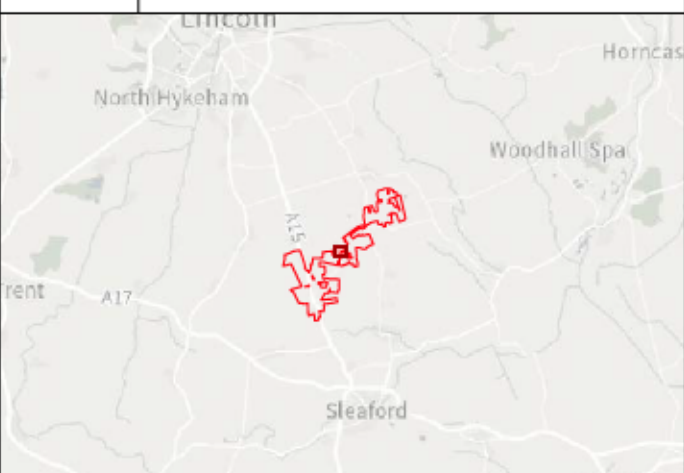 Lincoln
Horncas
North Hykeham
Woodhall Spa
A15
rent
A17
Sleaford